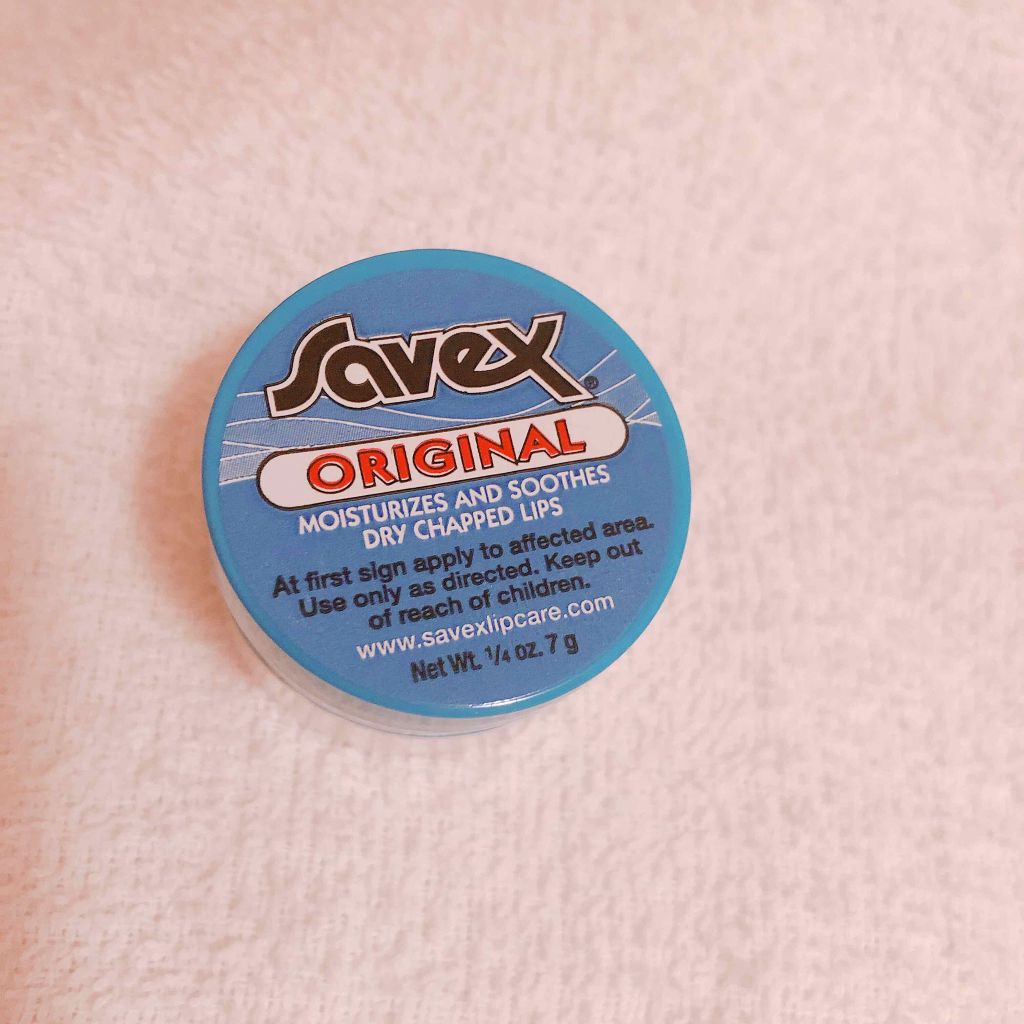 Savex®
ORIGINAL
MOISTURIZES AND SOOTHES
DRY CHAPPED LIPS
At first sign apply to affected area.
Use only as directed. Keep out
of reach of children.
www.savexlipcare.com
Net Wt. 1/4 oz. 7 g